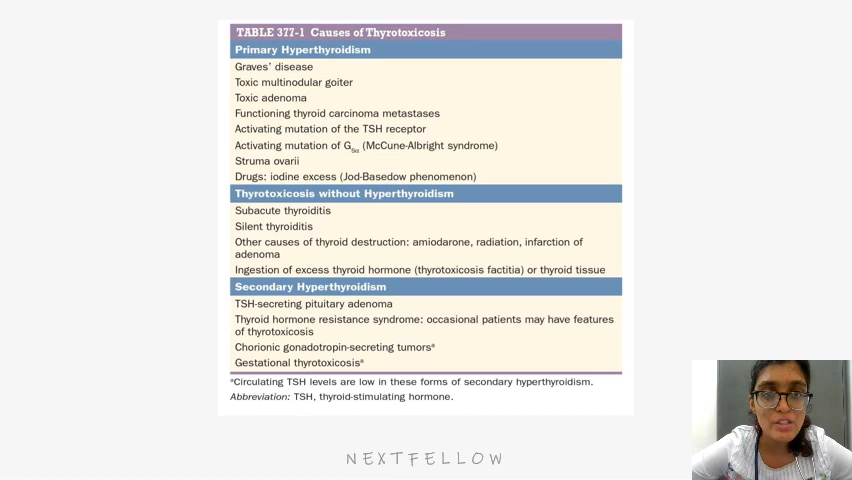 TABLE 377-1 Causes of Thyrotoxicosis
Primary Hyperthyroidism
Graves' disease
Toxic multinodular goiter
Toxic adenoma
Functioning thyroid carcinoma metastases
Activating mutation of the TSH receptor
Activating mutation of GSα (McCune-Albright syndrome)
Struma ovarii
Drugs: iodine excess (Jod-Basedow phenomenon)
Thyrotoxicosis without Hyperthyroidism
Subacute thyroiditis
Silent thyroiditis
Other causes of thyroid destruction: amiodarone, radiation, infarction of
adenoma
Ingestion of excess thyroid hormone (thyrotoxicosis factitia) or thyroid tissue
Secondary Hyperthyroidism
TSH-secreting pituitary adenoma
Thyroid hormone resistance syndrome: occasional patients may have features
of thyrotoxicosis
Chorionic gonadotropin-secreting tumorsª
Gestational thyrotoxicosisª
ªCirculating TSH levels are low in these forms of secondary hyperthyroidism.
Abbreviation: TSH, thyroid-stimulating hormone.
NEXTFELLOW